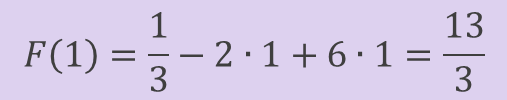 F(1) = 1/3 − 2 · 1 + 6 · 1 = 13/3